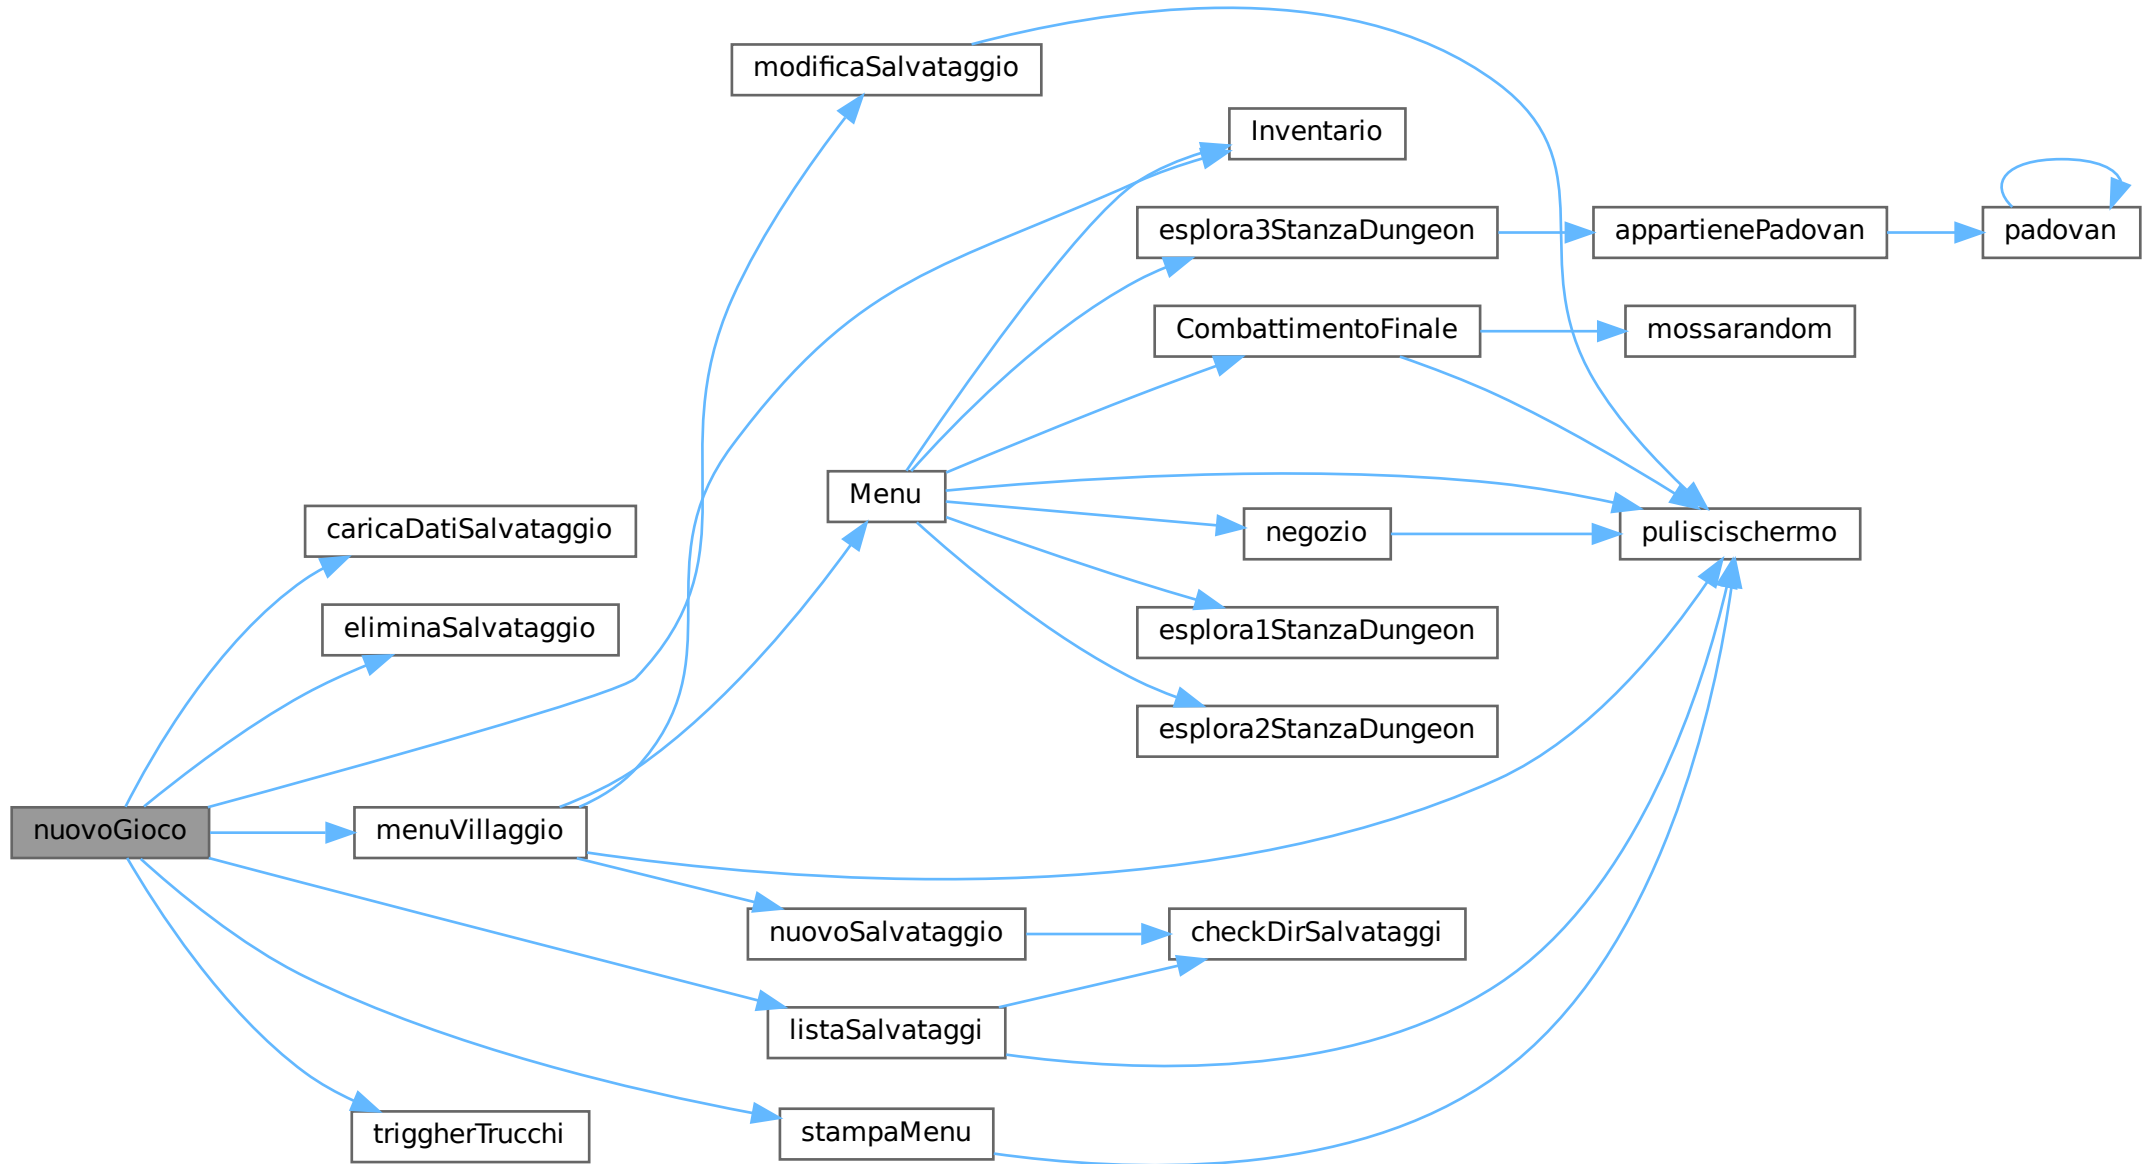 modificaSalvataggio
Inventario
esplora3StanzaDungeon
appartienePadovan
padovan
CombattimentoFinale
mossarandom
Menu
caricaDatiSalvataggio
negozio
puliscischermo
eliminaSalvataggio
esplora1StanzaDungeon
esplora2StanzaDungeon
nuovoGioco
menuVillaggio
nuovoSalvataggio
checkDirSalvataggi
listaSalvataggi
triggherTrucchi
stampaMenu